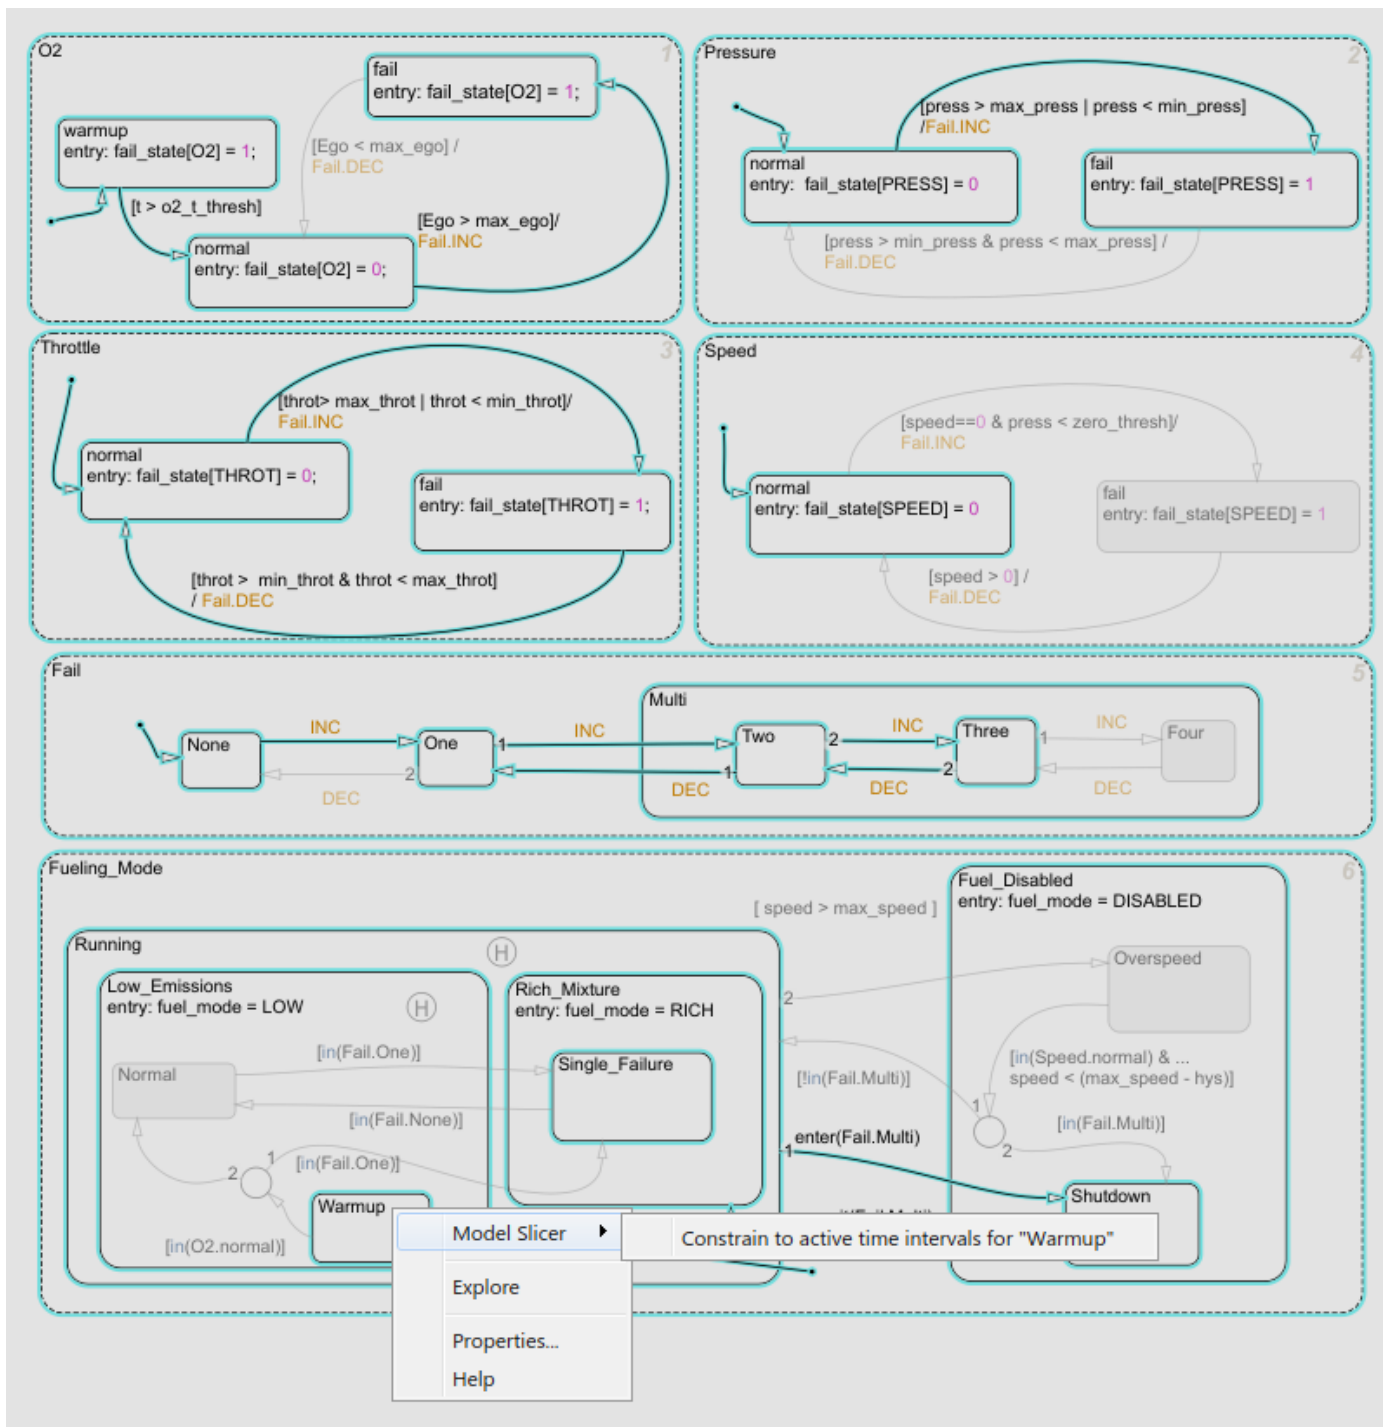 O2
1
fail
entry: fail_state[O2] = 1;
warmup
entry: fail_state[O2] = 1;
[Ego < max_ego] /
Fail.DEC
[t > o2_t_thresh]
[Ego > max_ego]/
Fail.INC
normal
entry: fail_state[O2] = 0;
Pressure
2
[press > max_press | press < min_press]
/Fail.INC
normal
entry:  fail_state[PRESS] = 0
fail
entry: fail_state[PRESS] = 1
[press > min_press & press < max_press] /
Fail.DEC
Throttle
3
[throt> max_throt | throt < min_throt]/
Fail.INC
normal
entry: fail_state[THROT] = 0;
fail
entry: fail_state[THROT] = 1;
[throt >  min_throt & throt < max_throt]
/ Fail.DEC
Speed
4
[speed==0 & press < zero_thresh]/
Fail.INC
normal
entry: fail_state[SPEED] = 0
fail
entry: fail_state[SPEED] = 1
[speed > 0] /
Fail.DEC
Fail
5
Multi
None
INC
One
1
INC
Two
2
INC
Three
1
INC
Four
2
DEC
1
DEC
2
DEC
DEC
Fueling_Mode
6
Fuel_Disabled
entry: fuel_mode = DISABLED
[ speed > max_speed ]
Running
H
Overspeed
Low_Emissions
entry: fuel_mode = LOW
H
Rich_Mixture
entry: fuel_mode = RICH
2
[in(Fail.One)]
Normal
Single_Failure
[in(Speed.normal) & ...
speed < (max_speed - hys)]
[!in(Fail.Multi)]
[in(Fail.None)]
1
[in(Fail.Multi)]
2
enter(Fail.Multi)
1
1
2
[in(Fail.One)]
Warmup
Shutdown
[in(O2.normal)]
Model Slicer
Constrain to active time intervals for "Warmup"
Explore
Properties...
Help